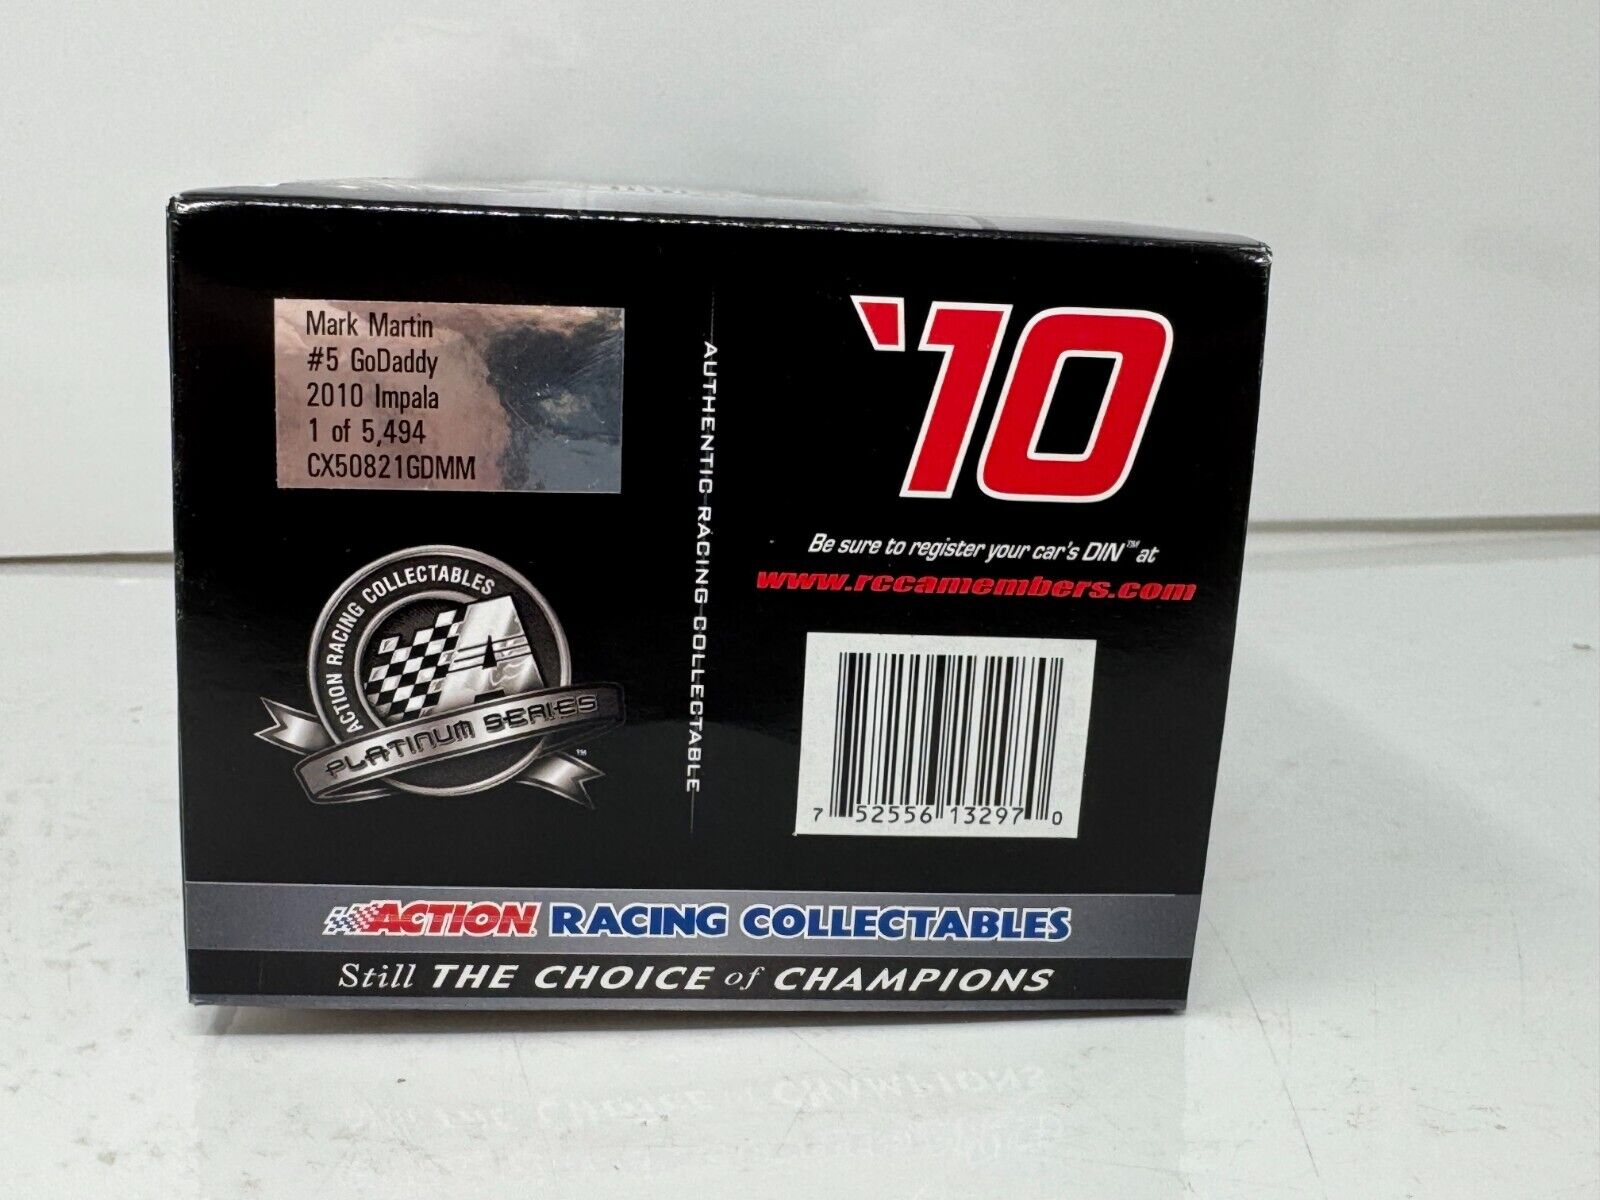 Mark Martin
#5 GoDaddy
2010 Impala
1 of 5,494
CX50821GDMM
ACTION RACING COLLECTABLES
A
PLATINUM SERIES
TM
AUTHENTIC RACING COLLECTABLE
'10
Be sure to register your car's DIN™ at
www.rccamembers.com
7 52556 13297 0
ACTION RACING COLLECTABLES
Still THE CHOICE of CHAMPIONS